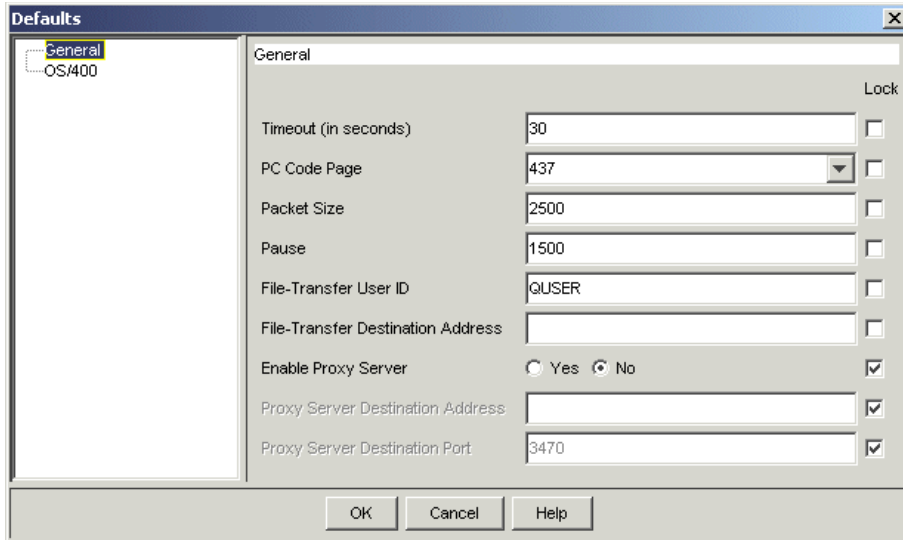 Defaults
General
OS/400
General
Lock
Timeout (in seconds) 30
PC Code Page 437
Packet Size 2500
Pause 1500
File-Transfer User ID QUSER
File-Transfer Destination Address
Enable Proxy Server Yes No
Proxy Server Destination Address
Proxy Server Destination Port 3470
OK Cancel Help